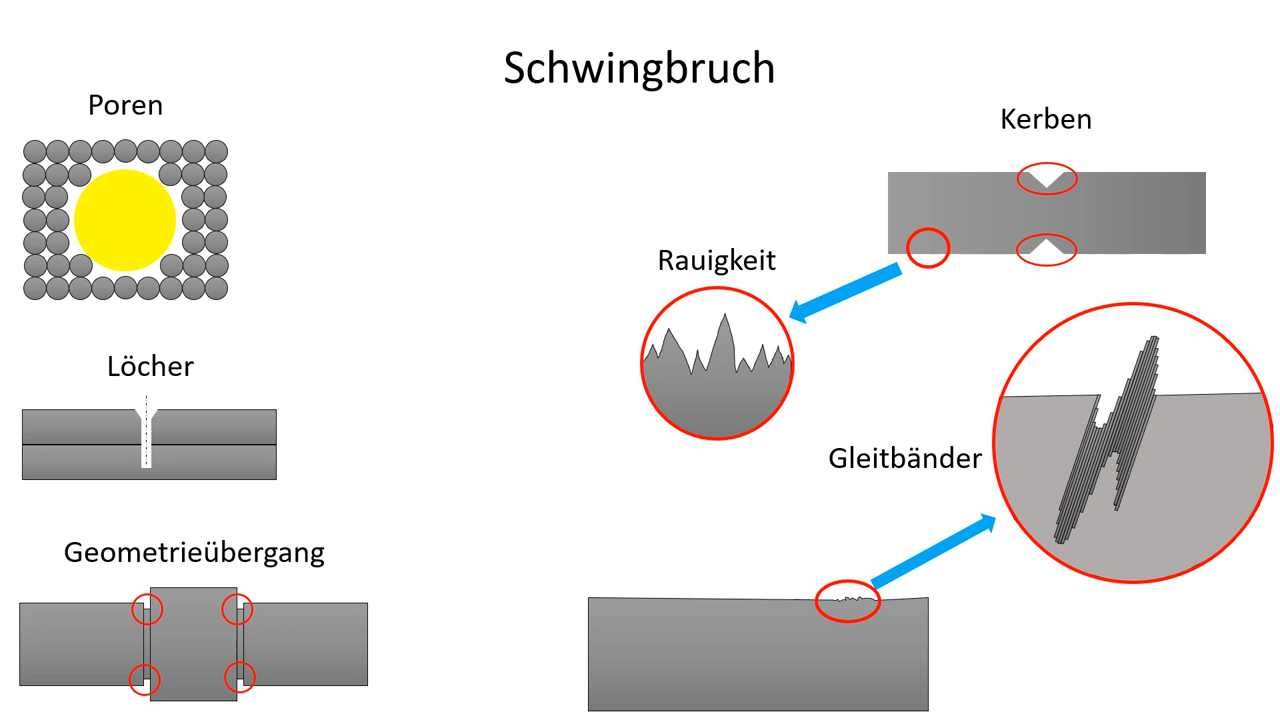 Schwingbruch
Poren
Kerben
Rauigkeit
Löcher
Gleitbänder
Geometrieübergang